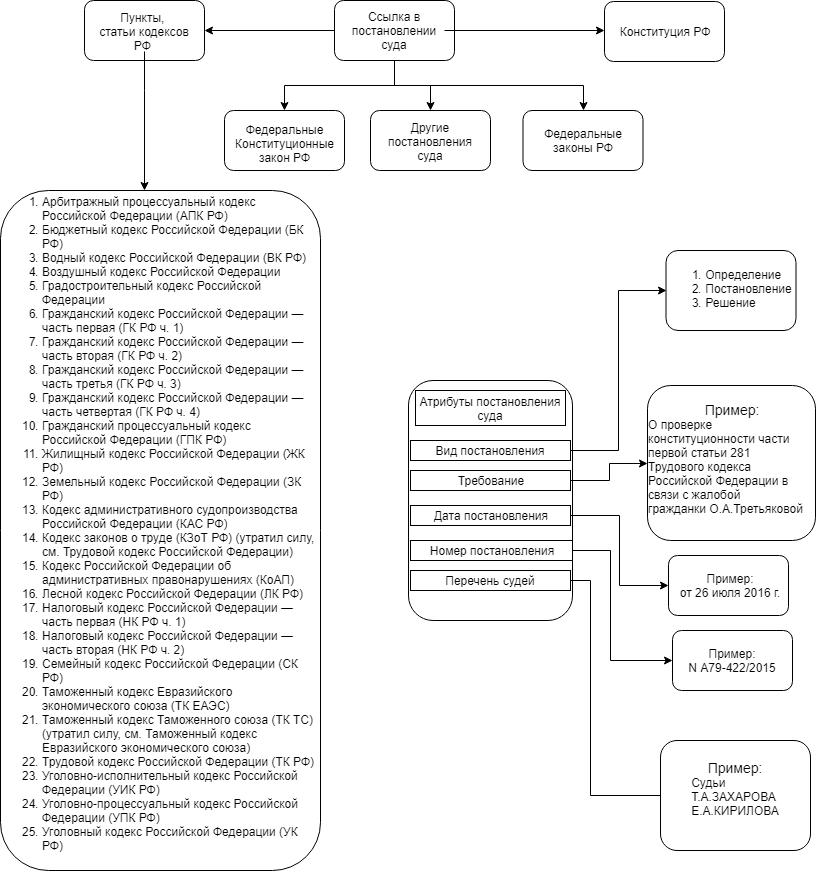 Пункты,
статьи кодексов
РФ
Ссылка в
постановлении
суда
Конституция РФ
Федеральные
Конституционные
закон РФ
Другие
постановления
суда
Федеральные
законы РФ
1. Арбитражный процессуальный кодекс
Российской Федерации (АПК РФ)
2. Бюджетный кодекс Российской Федерации (БК
РФ)
3. Водный кодекс Российской Федерации (ВК РФ)
4. Воздушный кодекс Российской Федерации
5. Градостроительный кодекс Российской
Федерации
6. Гражданский кодекс Российской Федерации —
часть первая (ГК РФ ч. 1)
7. Гражданский кодекс Российской Федерации —
часть вторая (ГК РФ ч. 2)
8. Гражданский кодекс Российской Федерации —
часть третья (ГК РФ ч. 3)
9. Гражданский кодекс Российской Федерации —
часть четвертая (ГК РФ ч. 4)
10. Гражданский процессуальный кодекс
Российской Федерации (ГПК РФ)
11. Жилищный кодекс Российской Федерации (ЖК
РФ)
12. Земельный кодекс Российской Федерации (ЗК
РФ)
13. Кодекс административного судопроизводства
Российской Федерации (КАС РФ)
14. Кодекс законов о труде (КЗоТ РФ) (утратил силу,
см. Трудовой кодекс Российской Федерации)
15. Кодекс Российской Федерации об
административных правонарушениях (КоАП)
16. Лесной кодекс Российской Федерации (ЛК РФ)
17. Налоговый кодекс Российской Федерации —
часть первая (НК РФ ч. 1)
18. Налоговый кодекс Российской Федерации —
часть вторая (НК РФ ч. 2)
19. Семейный кодекс Российской Федерации (СК
РФ)
20. Таможенный кодекс Евразийского
экономического союза (ТК ЕАЭС)
21. Таможенный кодекс Таможенного союза (ТК ТС)
(утратил силу, см. Таможенный кодекс
Евразийского экономического союза)
22. Трудовой кодекс Российской Федерации (ТК РФ)
23. Уголовно-исполнительный кодекс Российской
Федерации (УИК РФ)
24. Уголовно-процессуальный кодекс Российской
Федерации (УПК РФ)
25. Уголовный кодекс Российской Федерации (УК
РФ)
Атрибуты постановления
суда
Вид постановления
Требование
Дата постановления
Номер постановления
Перечень судей
1. Определение
2. Постановление
3. Решение
Пример:
О проверке
конституционности части
первой статьи 281
Трудового кодекса
Российской Федерации в
связи с жалобой
гражданки О.А.Третьяковой
Пример:
от 26 июля 2016 г.
Пример:
N А79-422/2015
Пример:
Судьи
Т.А.ЗАХАРОВА
Е.А.КИРИЛОВА